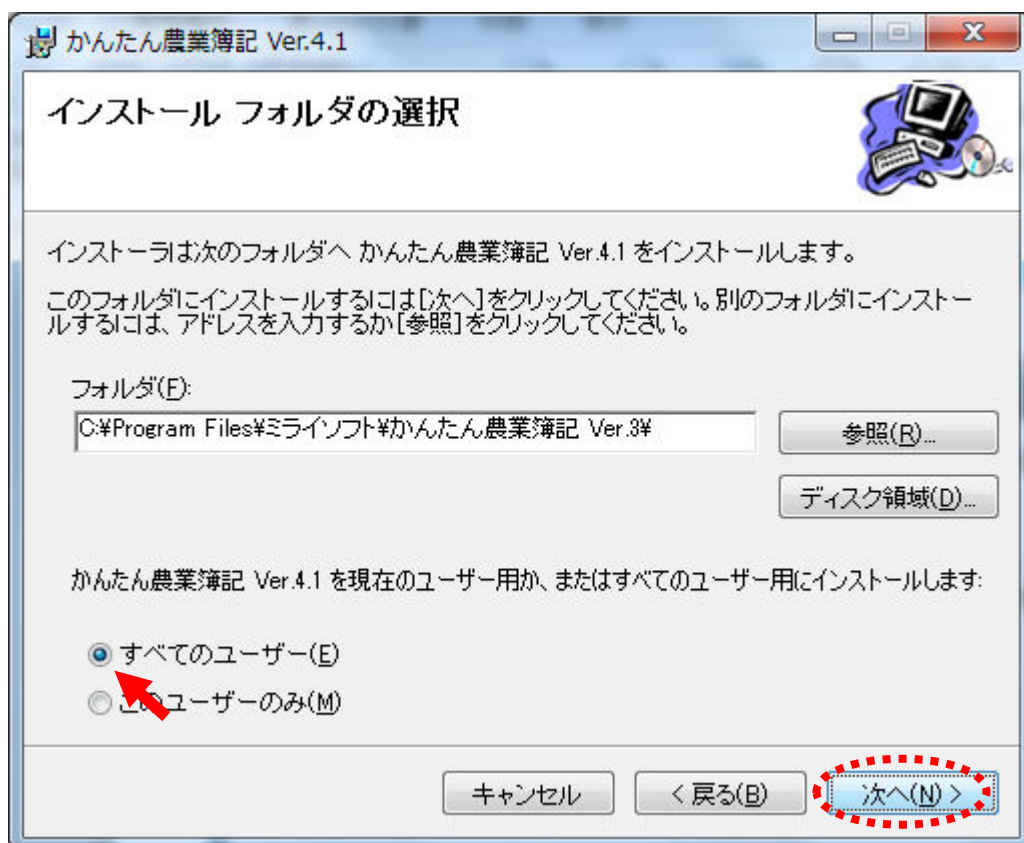 かんたん農業簿記 Ver.4.1
インストール フォルダの選択
インストーラは次のフォルダへ かんたん農業簿記 Ver.4.1 をインストールします。
このフォルダにインストールするには[次へ]をクリックしてください。別のフォルダにインストー
ルするには、アドレスを入力するか[参照]をクリックしてください。
フォルダ(F):
C:¥Program Files¥ミライソフト¥かんたん農業簿記 Ver.3¥
参照(R)...
ディスク領域(D)...
かんたん農業簿記 Ver.4.1 を現在のユーザー用か、またはすべてのユーザー用にインストールします:
すべてのユーザー(E)
このユーザーのみ(M)
キャンセル
< 戻る(B)
次へ(N) >